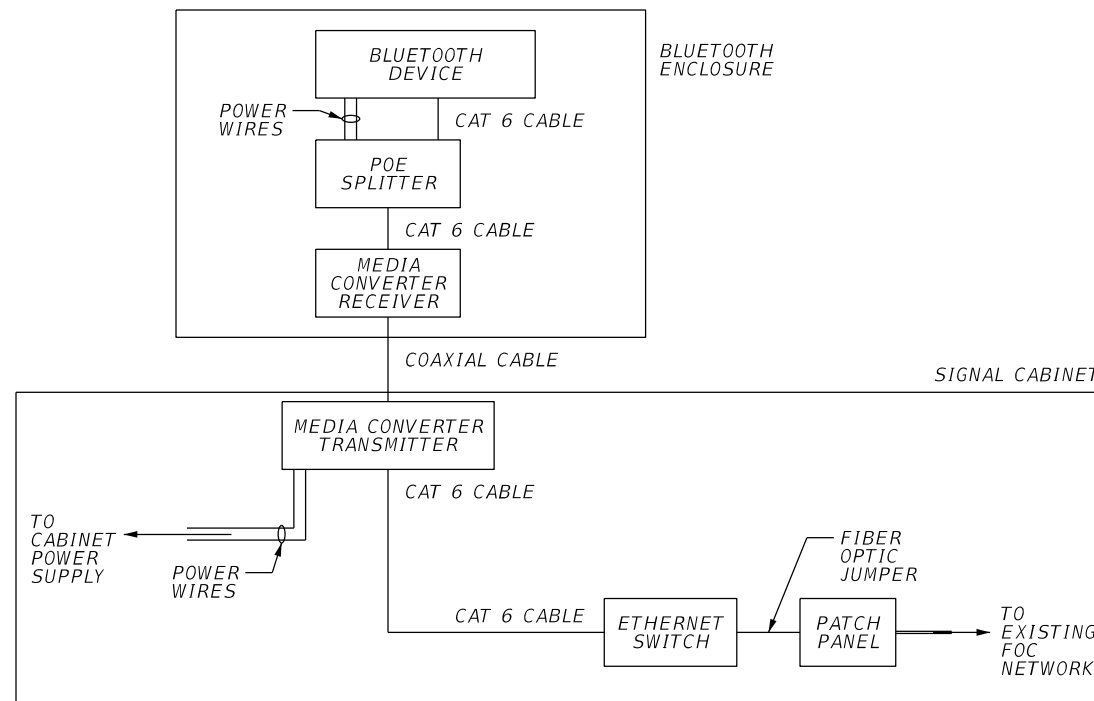 BLUETOOTH
DEVICE
BLUETOOTH
ENCLOSURE
POWER
WIRES
CAT 6 CABLE
POE
SPLITTER
CAT 6 CABLE
MEDIA
CONVERTER
RECEIVER
COAXIAL CABLE
SIGNAL CABINET
MEDIA CONVERTER
TRANSMITTER
CAT 6 CABLE
TO
CABINET
POWER
SUPPLY
POWER
WIRES
FIBER
OPTIC
JUMPER
CAT 6 CABLE
ETHERNET
SWITCH
PATCH
PANEL
TO
EXISTING
FOC
NETWORK